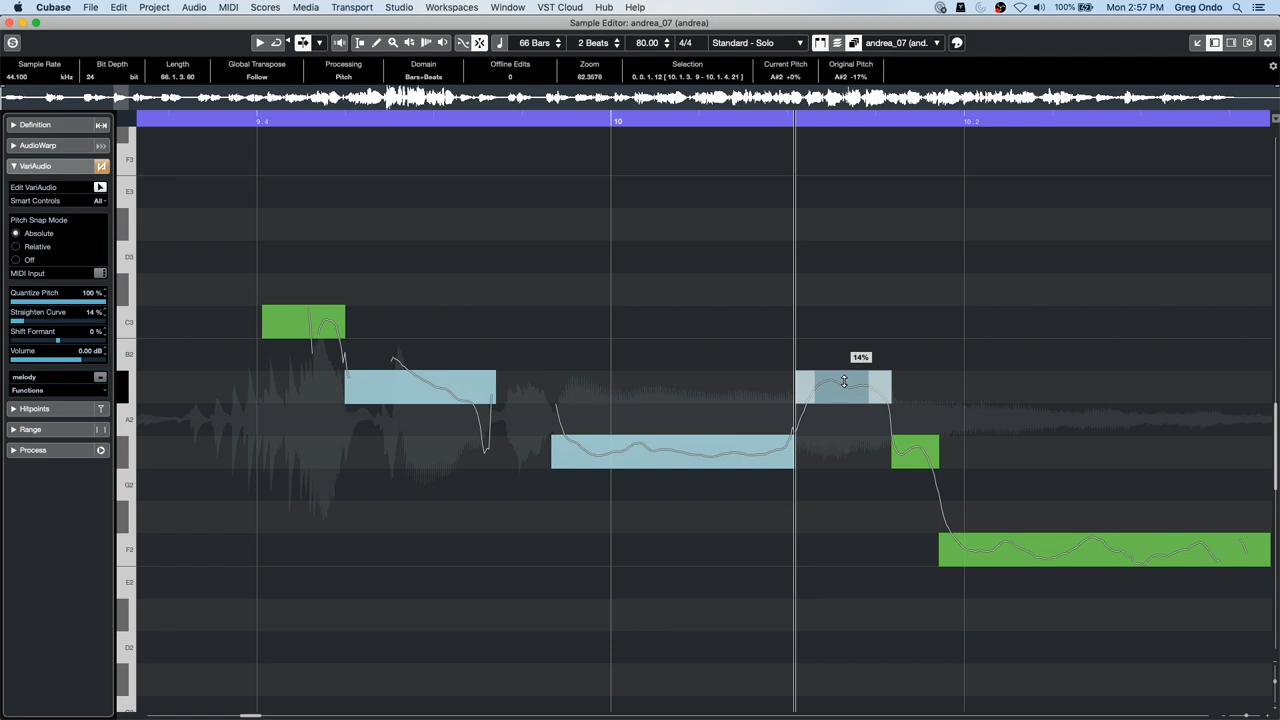 Cubase File Edit Project Audio MIDI Scores Media Transport Studio Workspaces Window VST Cloud Hub Help 100% Mon 2:57 PM Greg Ondo
Sample Editor: andrea_07 (andrea)
66 Bars 2 Beats 80.00 4/4 Standard - Solo andrea_07 (and.
Sample Rate Bit Depth Length Global Transpose Processing Domain Offline Edits Zoom Selection Current Pitch Original Pitch
44.100 kHz 24 bit 66. 1. 3. 60 Follow Pitch Bars+Beats 0 62.3578 0. 0. 1. 12 [10. 1. 3. 9 - 10. 1. 4. 21 ] A#2 +0% A#2 -17%
9. 4 10 10. 2
Definition
AudioWarp
VariAudio
Edit VariAudio
Smart Controls All
Pitch Snap Mode
Absolute
Relative
Off
MIDI Input
Quantize Pitch 100 %
Straighten Curve 14 %
Shift Formant 0 %
Volume 0.00 dB
melody
Functions
Hitpoints
Range
Process
F3
E3
D3
C3
B2
A2
G2
F2
E2
D2
14%